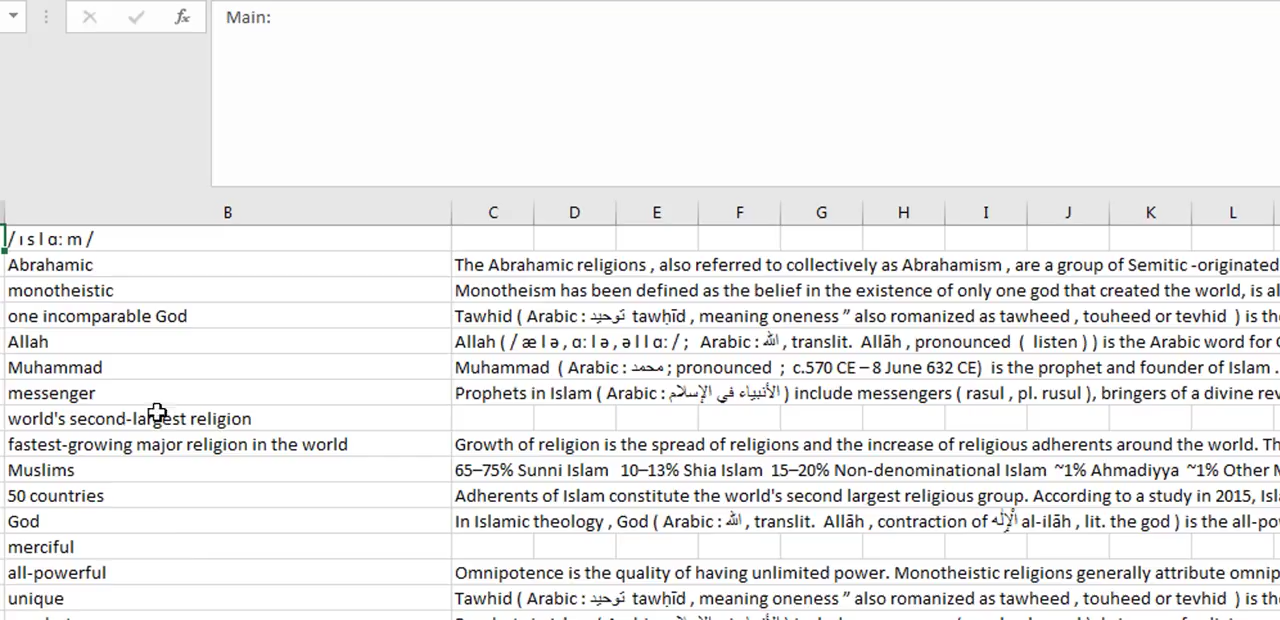 fx Main:
B C D E F G H I J K L
/ ɪ s l ɑː m /
Abrahamic The Abrahamic religions , also referred to collectively as Abrahamism , are a group of Semitic -originated
monotheistic Monotheism has been defined as the belief in the existence of only one god that created the world, is al
one incomparable God Tawhid ( Arabic : توحيد tawḥīd , meaning oneness ” also romanized as tawheed , touheed or tevhid ) is the
Allah Allah ( / æ l ə , ɑː l ə , ə l l ɑː / ; Arabic : الله , translit. Allāh , pronounced ( listen ) ) is the Arabic word for G
Muhammad Muhammad ( Arabic : محمد ; pronounced ; c.570 CE – 8 June 632 CE) is the prophet and founder of Islam .
messenger Prophets in Islam ( Arabic : الأنبياء في الإسلام ) include messengers ( rasul , pl. rusul ), bringers of a divine rev
world's second-largest religion
fastest-growing major religion in the world Growth of religion is the spread of religions and the increase of religious adherents around the world. Th
Muslims 65–75% Sunni Islam 10–13% Shia Islam 15–20% Non-denominational Islam ~1% Ahmadiyya ~1% Other M
50 countries Adherents of Islam constitute the world's second largest religious group. According to a study in 2015, Isl
God In Islamic theology , God ( Arabic : الله , translit. Allāh , contraction of الْإِلٰه al-ilāh , lit. the god ) is the all-po
merciful
all-powerful Omnipotence is the quality of having unlimited power. Monotheistic religions generally attribute omnip
unique Tawhid ( Arabic : توحيد tawḥīd , meaning oneness ” also romanized as tawheed , touheed or tevhid ) is the